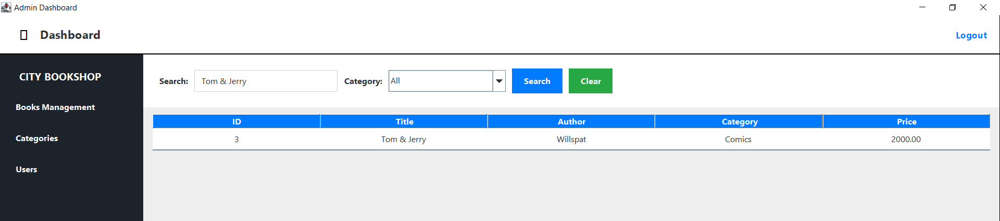 Admin Dashboard
Dashboard
Logout
CITY BOOKSHOP
Books Management
Categories
Users
Search: Tom & Jerry Category: All Search Clear
ID Title Author Category Price
3 Tom & Jerry Willspat Comics 2000.00